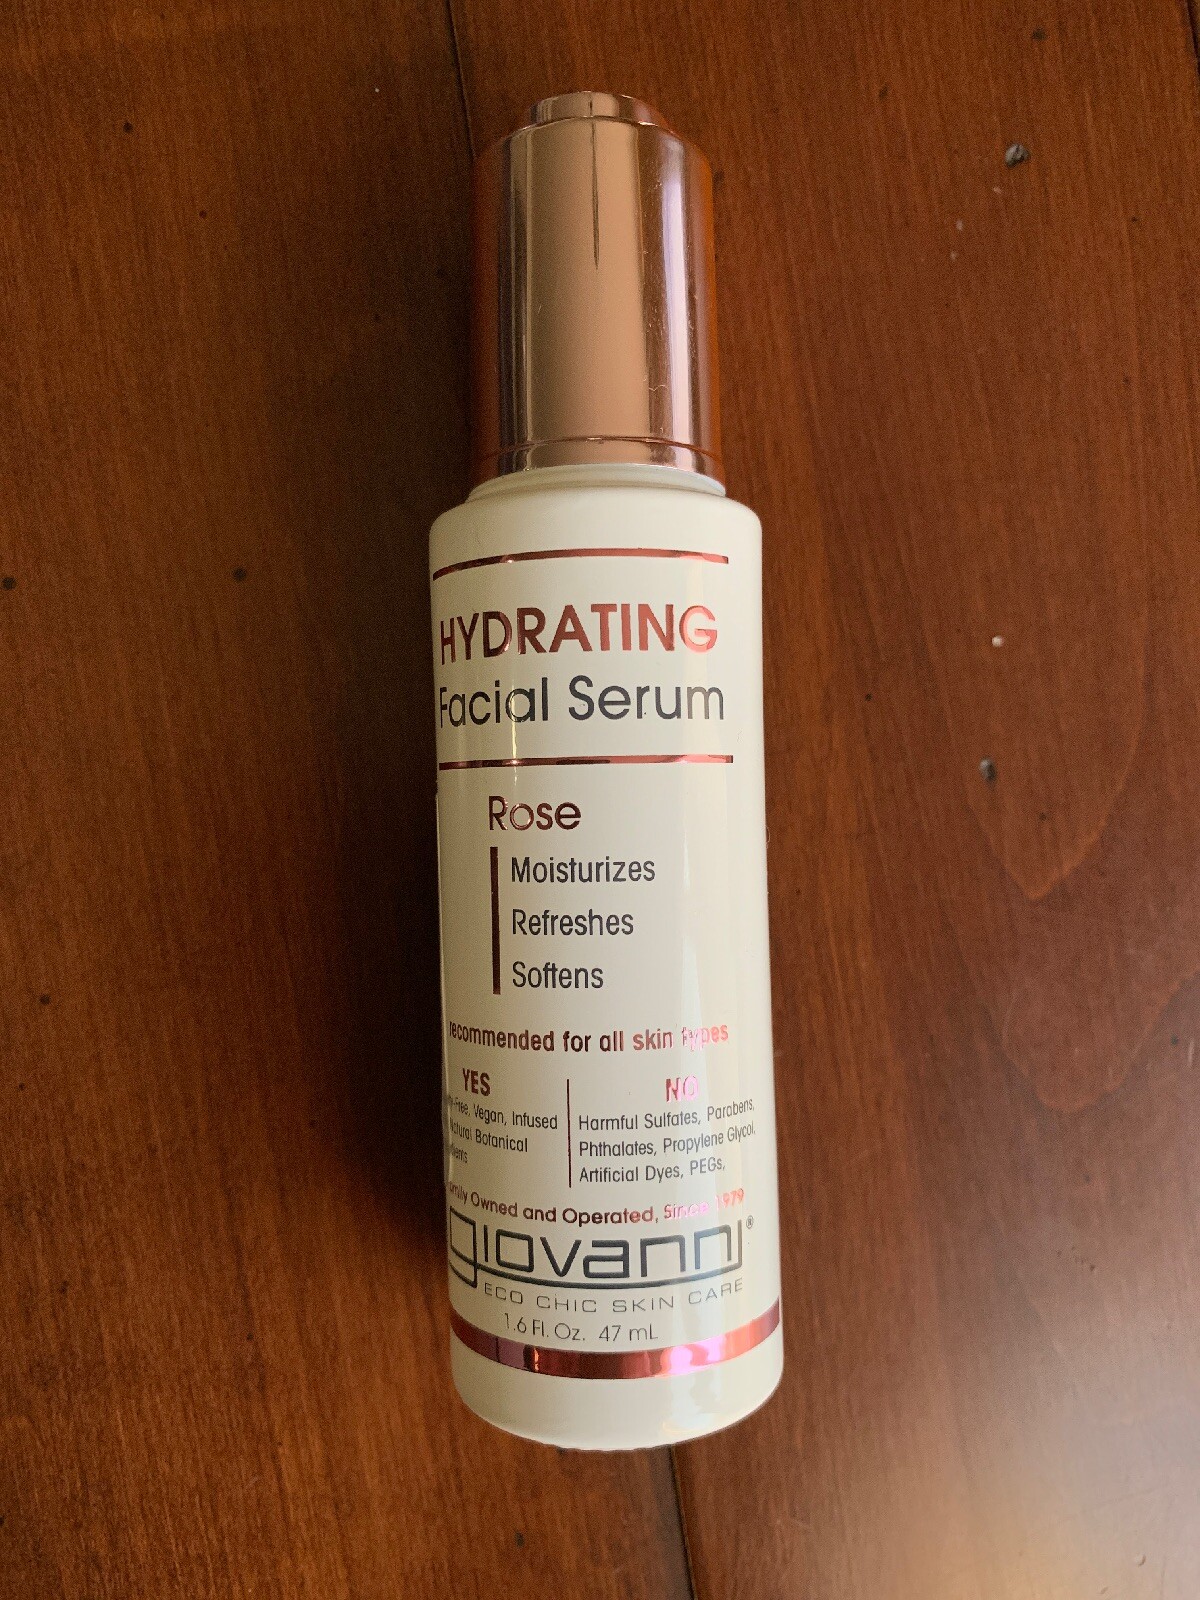 HYDRATING
Facial Serum
Rose
Moisturizes
Refreshes
Softens
recommended for all skin types
YES
Free, Vegan, Infused
Natural Botanical
NO
Harmful Sulfates, Parabens,
Phthalates, Propylene Glycol,
Artificial Dyes, PEGs,
Family Owned and Operated, Since 1979
giovanni®
ECO CHIC SKIN CARE
1.6 Fl. Oz. 47 mL